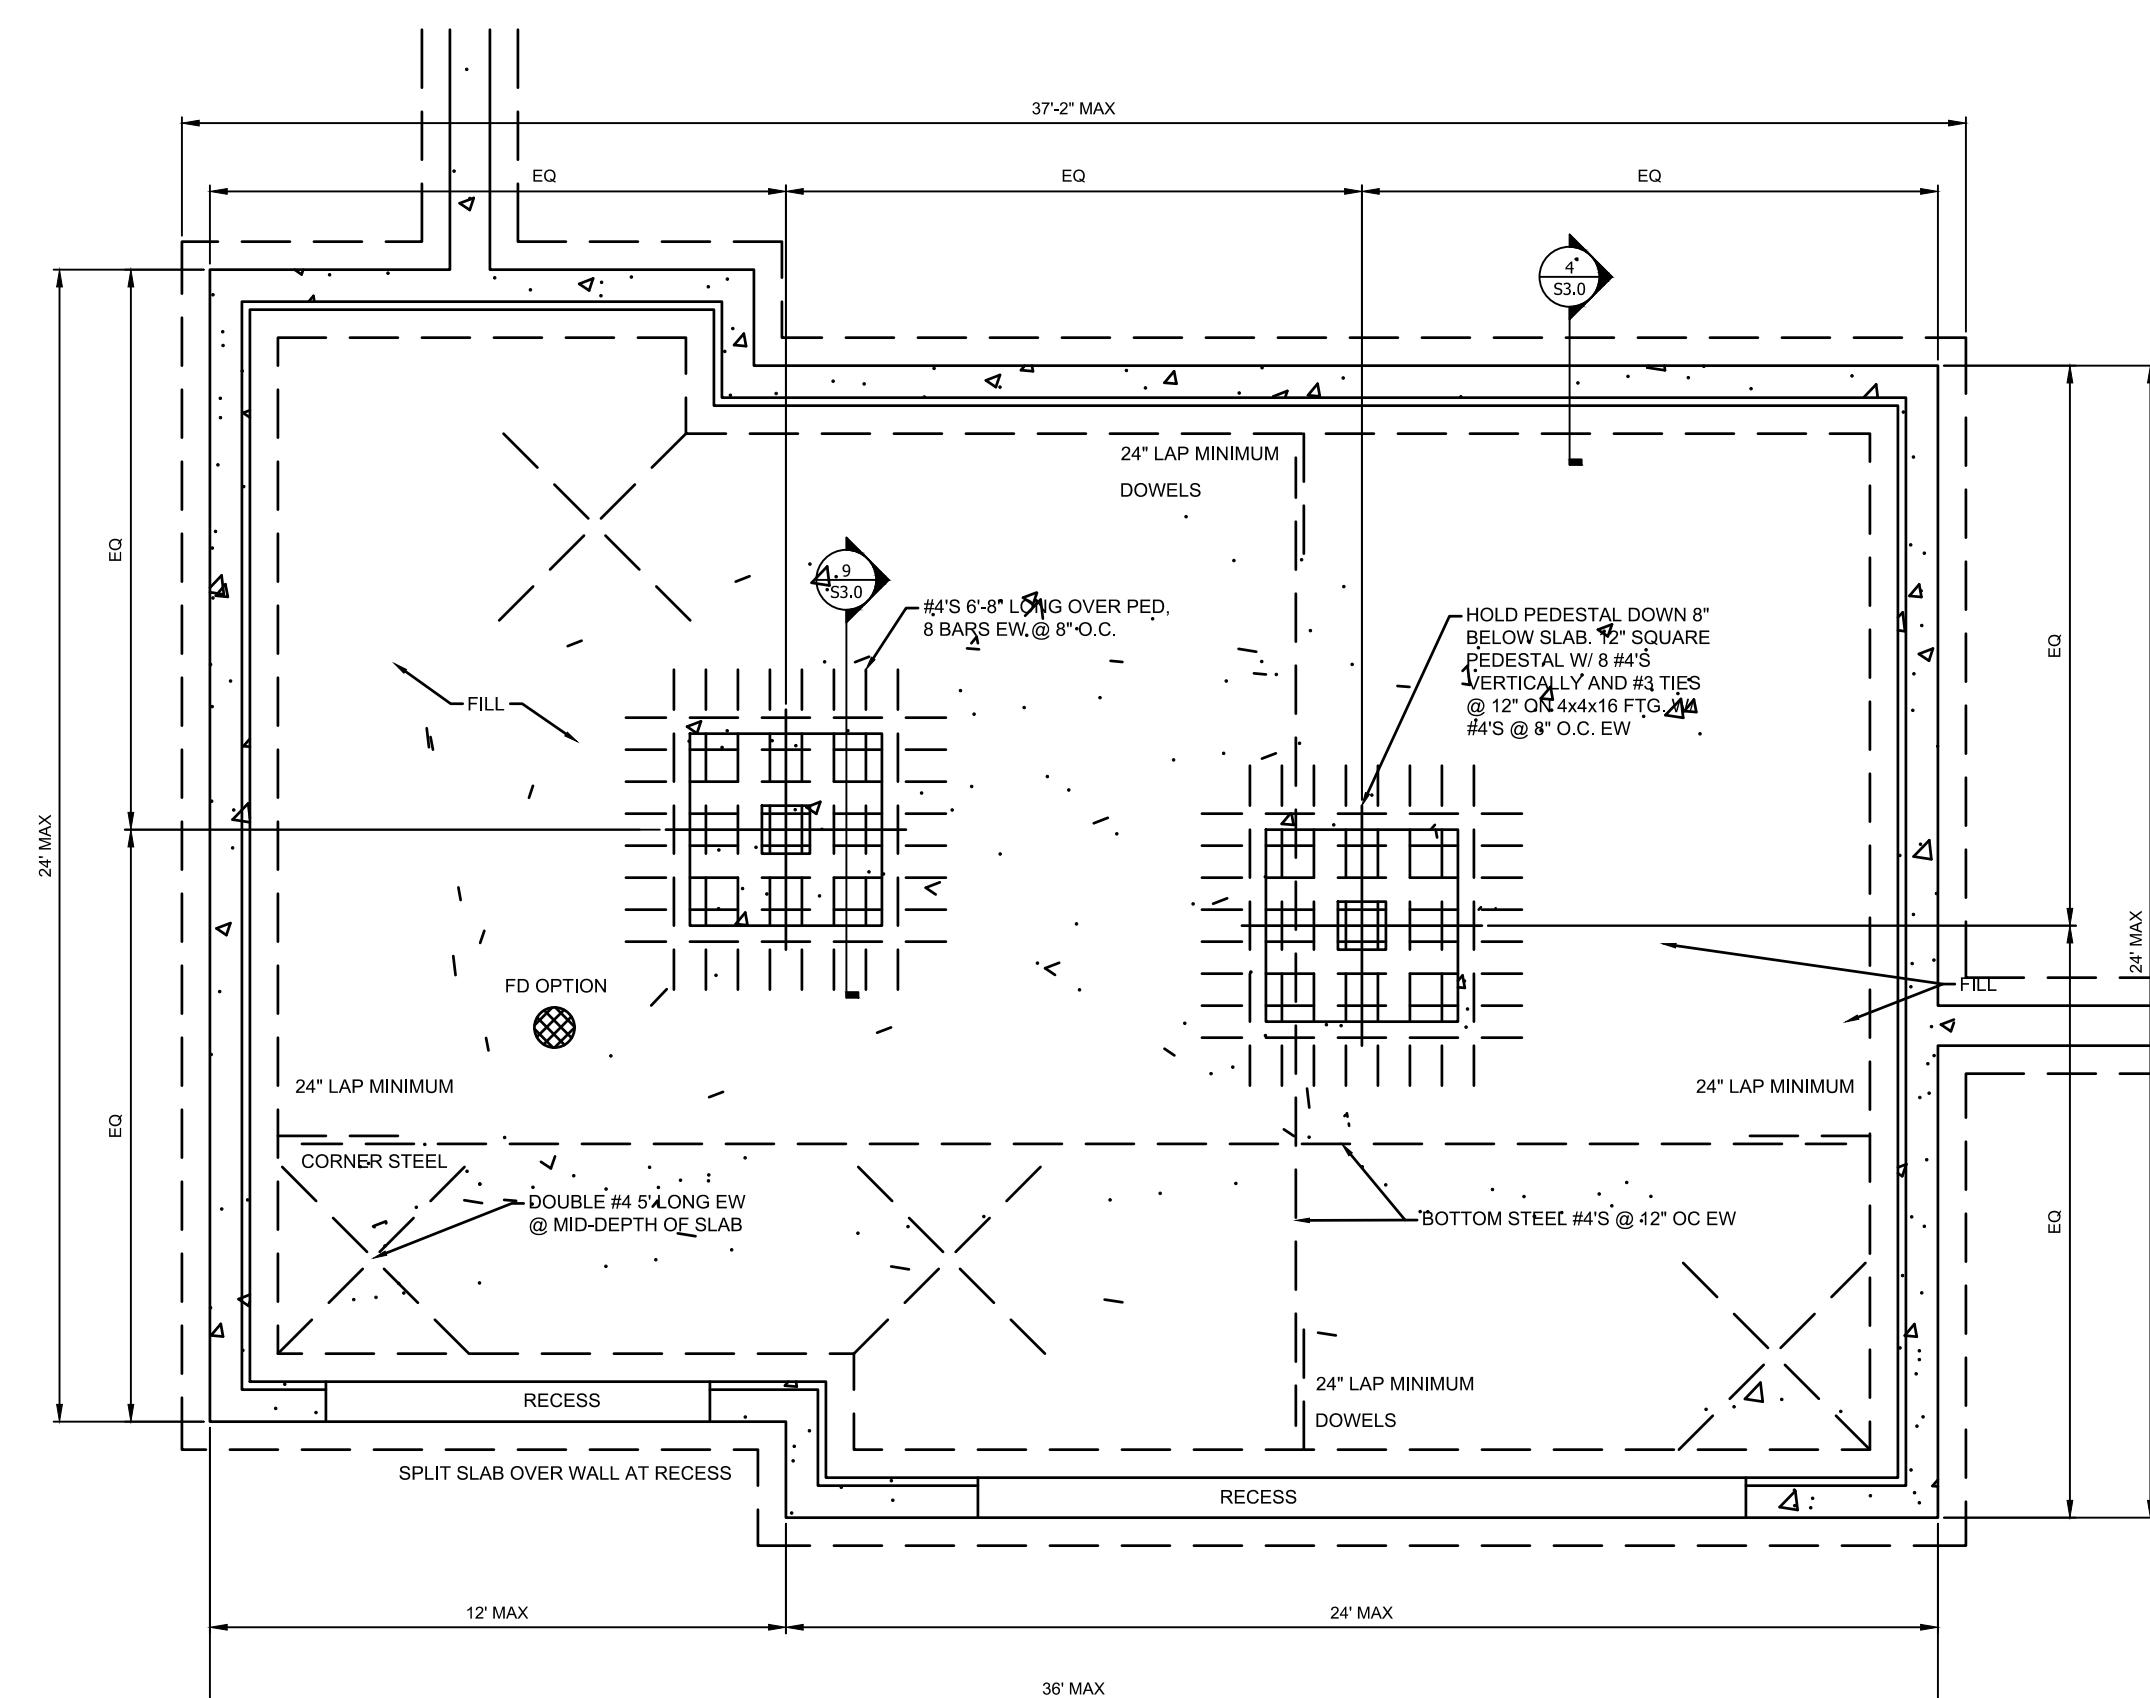 37'-2" MAX
EQ
EQ
EQ
4
S3.0
24" LAP MINIMUM
DOWELS
EQ
9
S3.0
#4'S 6'-8" LONG OVER PED,
8 BARS EW @ 8" O.C.
HOLD PEDESTAL DOWN 8"
BELOW SLAB. 12" SQUARE
PEDESTAL W/ 8 #4'S
VERTICALLY AND #3 TIES
@ 12" ON 4x4x16 FTG. W/
#4'S @ 8" O.C. EW
EQ
FILL
24' MAX
24' MAX
FD OPTION
FILL
24" LAP MINIMUM
24" LAP MINIMUM
EQ
CORNER STEEL
DOUBLE #4 5' LONG EW
@ MID-DEPTH OF SLAB
BOTTOM STEEL #4'S @ 12" OC EW
EQ
24" LAP MINIMUM
DOWELS
RECESS
SPLIT SLAB OVER WALL AT RECESS
RECESS
12' MAX
24' MAX
36' MAX